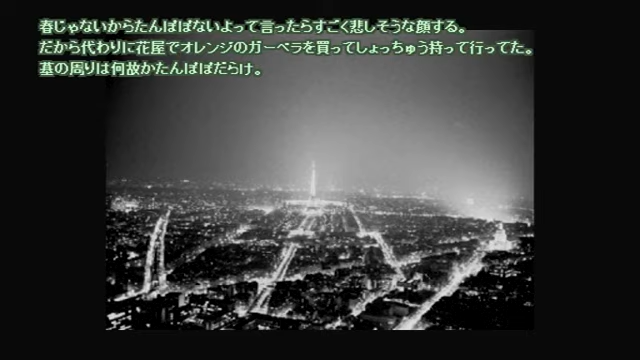 春じゃないからたんぽぽないよって言ったらすごく悲しそうな顔する。
だから代わりに花屋でオレンジのガーベラを買ってしょっちゅう持って行ってた。
墓の周りは何故かたんぽぽだらけ。